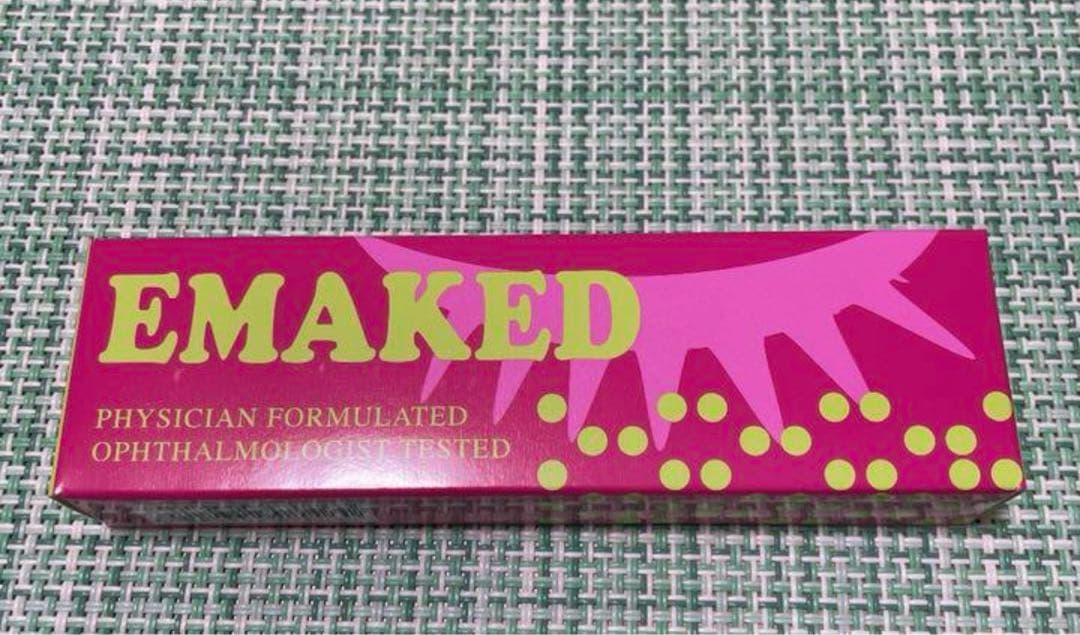 EMAKED
PHYSICIAN FORMULATED
OPHTHALMOLOGIST TESTED